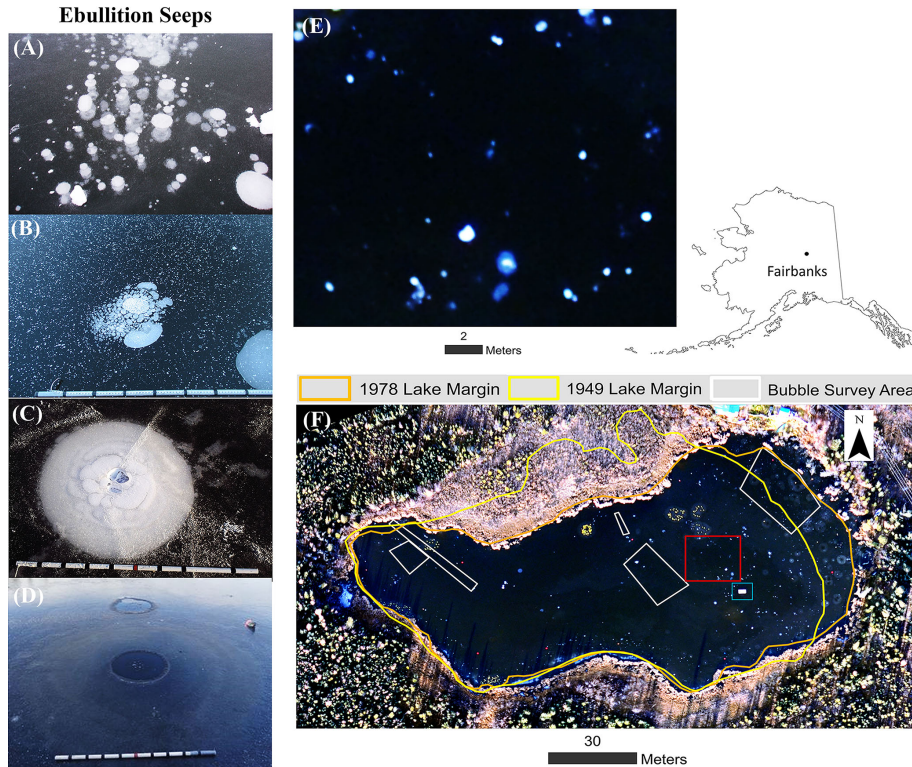 Ebullition Seeps
(A)
(B)
(C)
(D)
(E)
2
Meters
Fairbanks
1978 Lake Margin
1949 Lake Margin
Bubble Survey Area
(F)
N
30
Meters